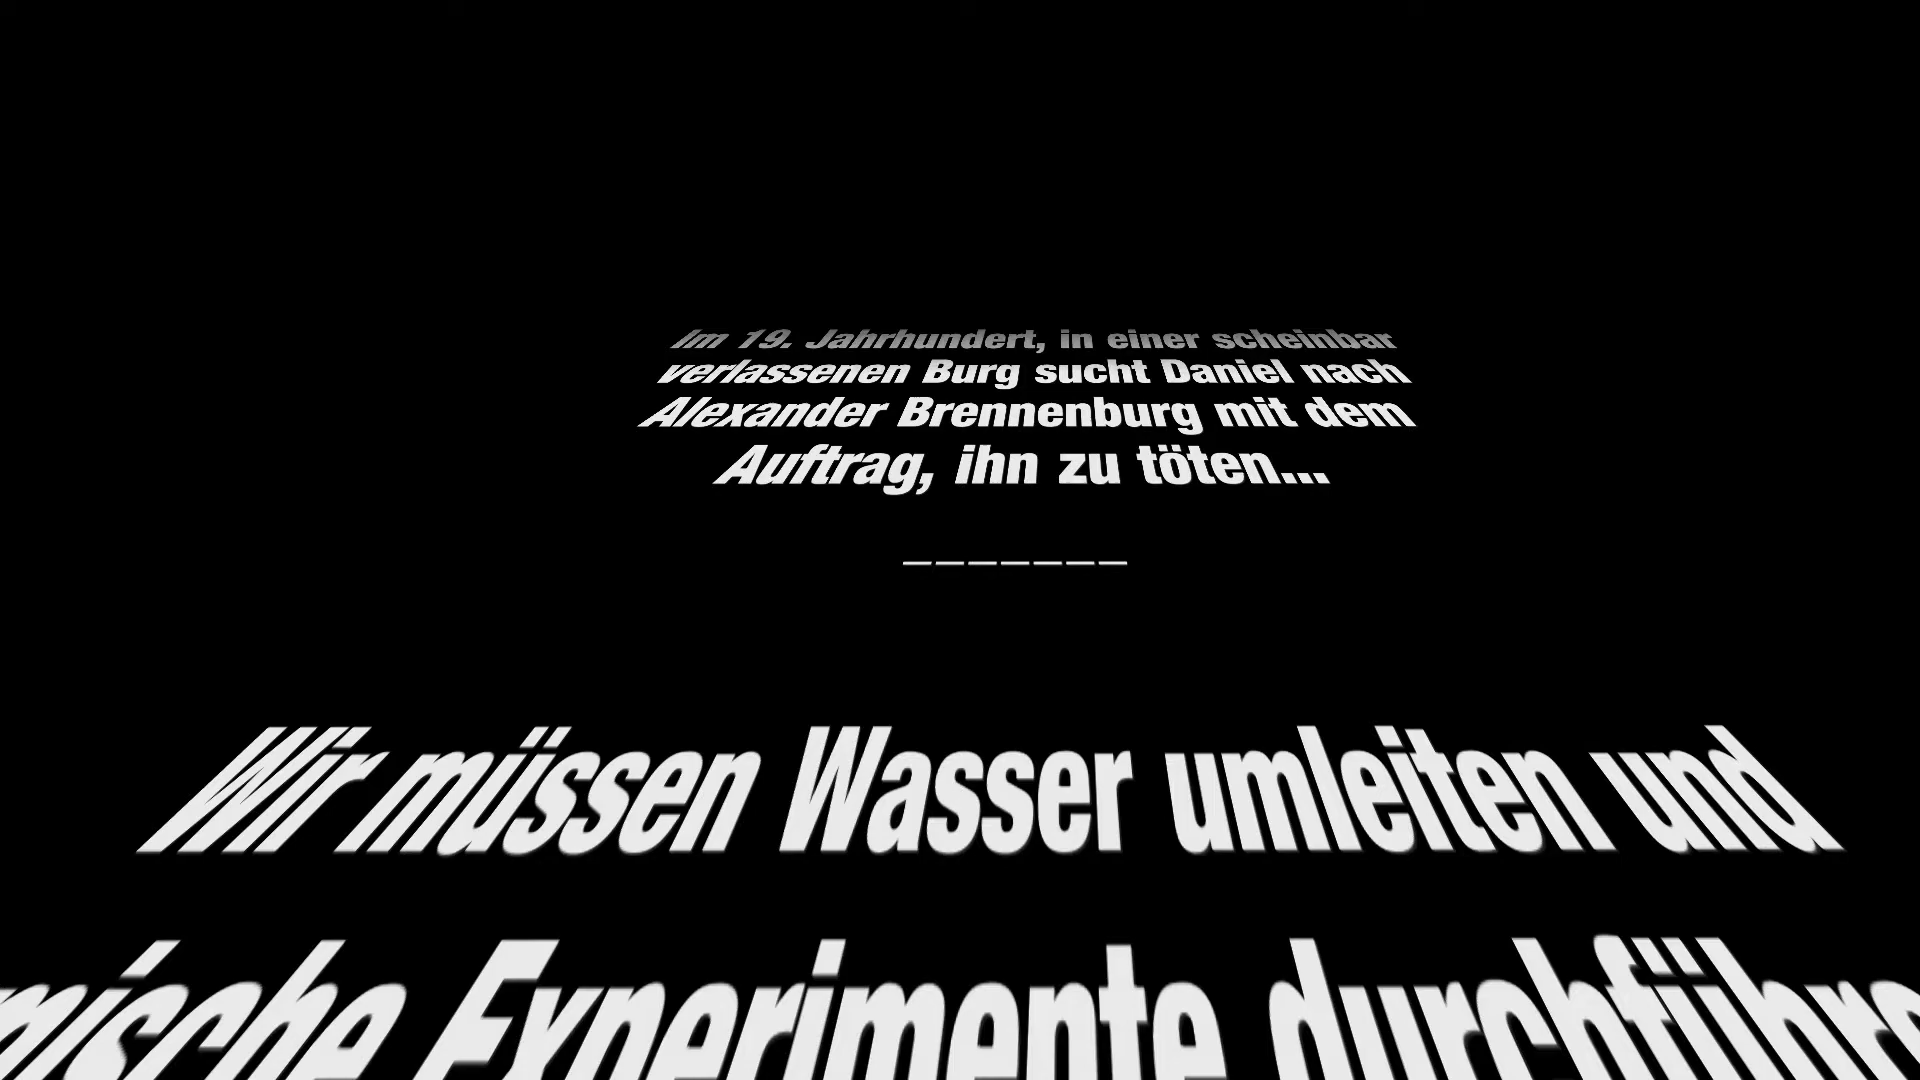 Im 19. Jahrhundert, in einer scheinbar
verlassenen Burg sucht Daniel nach
Alexander Brennenburg mit dem
Auftrag, ihn zu töten...
_______
Wir müssen Wasser umleiten und
Experimente